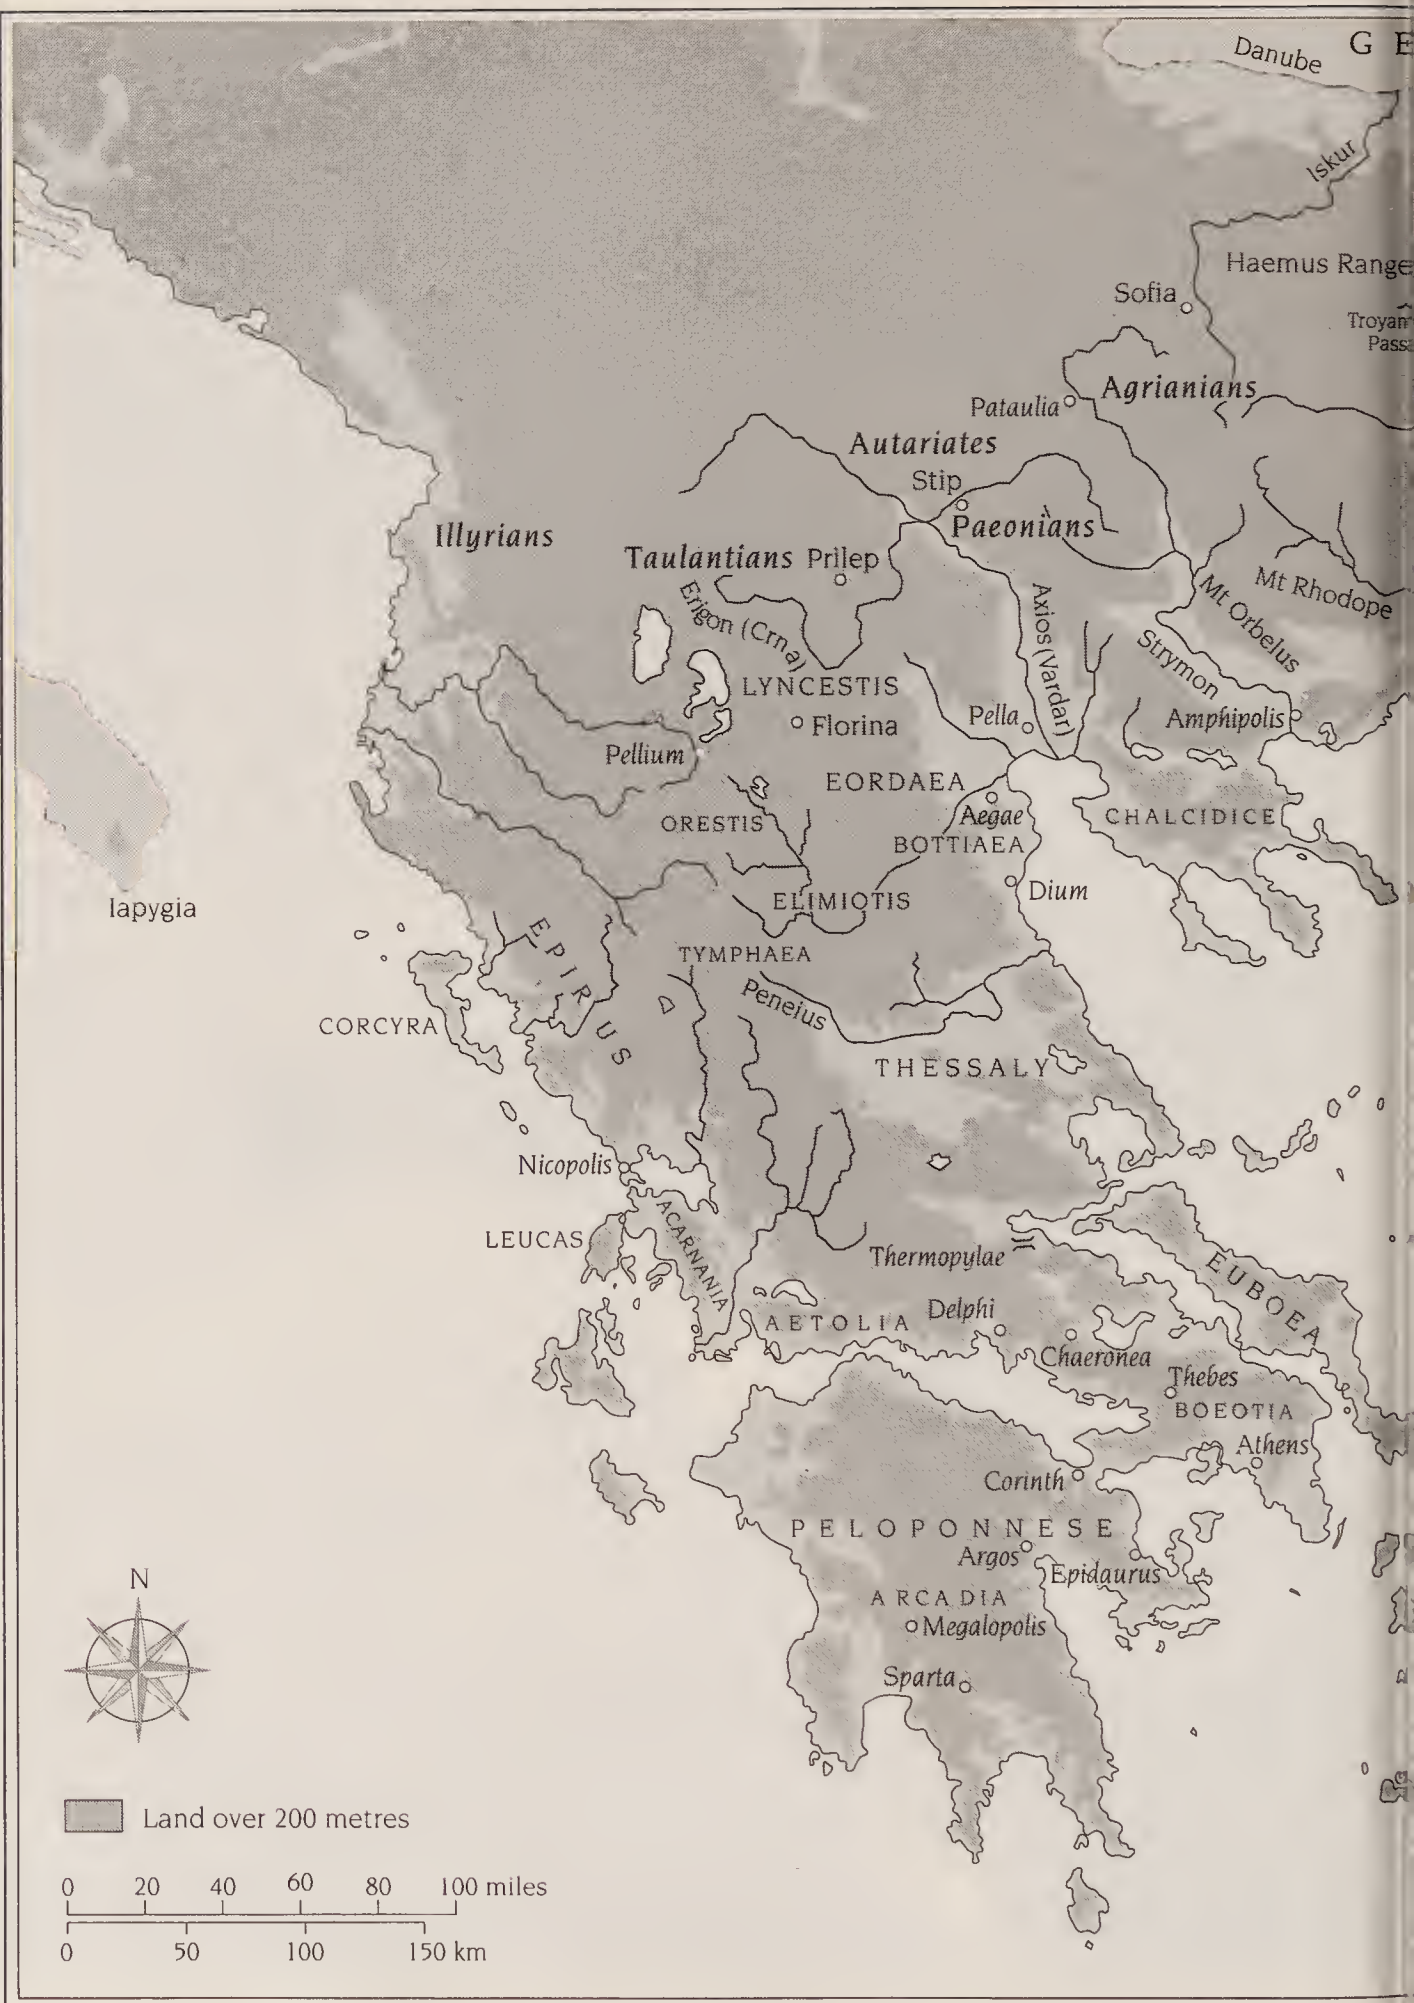 Danube
G E
Iskur
Haemus Range
Sofia
Troyan
Pass
Agrianians
Pataulia
Autariates
Stip
Paeonians
Illyrians
Taulantians
Prilep
Mt Rhodope
Mt Orbelus
Erigon (Crna)
Axios (Vardar)
Strymon
LYNCESTIS
Florina
Pella
Amphipolis
Pellium
EORDAEA
Aegae
CHALCIDICE
ORESTIS
BOTTIAEA
Dium
ELIMIOTIS
Iapygia
EPIRUS
TYMPHAEA
Peneius
CORCYRA
THESSALY
Nicopolis
ACARNANIA
LEUCAS
Thermopylae
EUBOEA
Delphi
AETOLIA
Chaeronea
Thebes
BOEOTIA
Athens
Corinth
PELOPONNESE
Argos
Epidaurus
ARCADIA
Megalopolis
Sparta
N
Land over 200 metres
0 20 40 60 80 100 miles
0 50 100 150 km